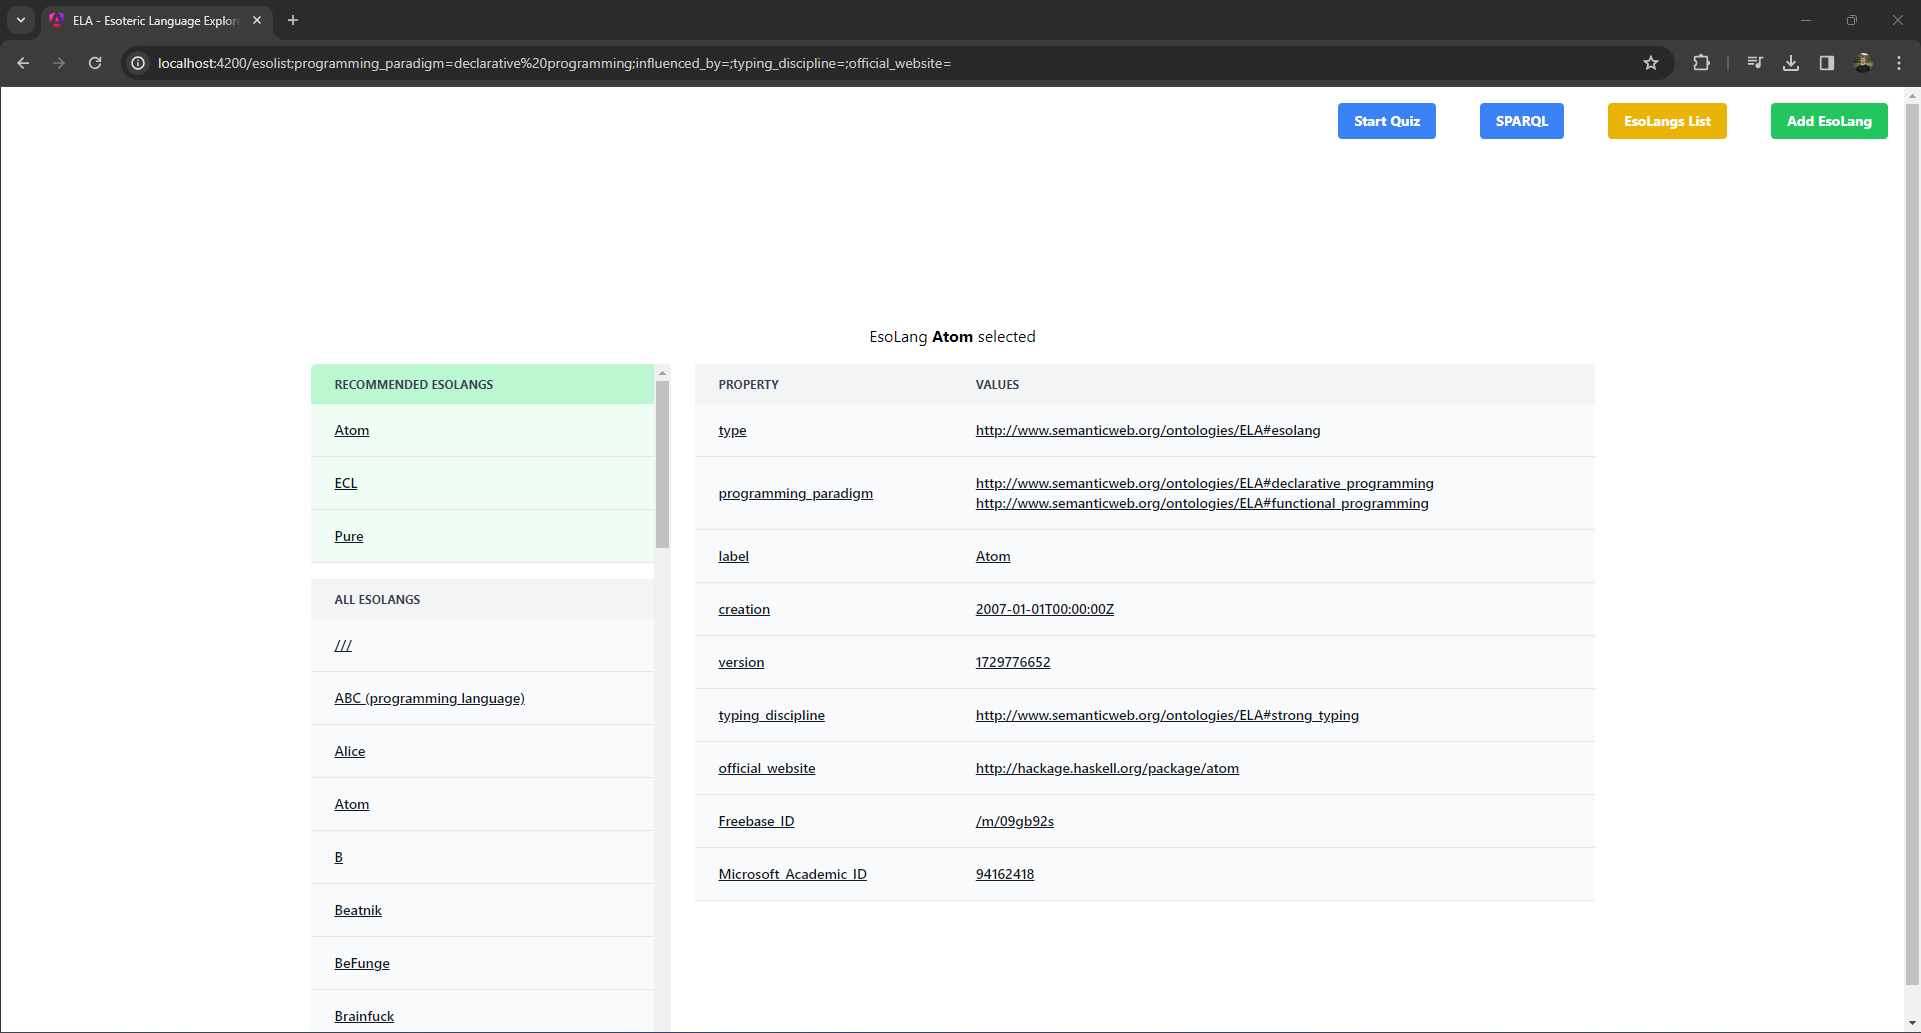 ELA - Esoteric Language Explore
localhost:4200/esolist;programming_paradigm=declarative%20programming;influenced_by=;typing_discipline=;official_website=
Start Quiz
SPARQL
EsoLangs List
Add EsoLang
EsoLang Atom selected
RECOMMENDED ESOLANGS
Atom
ECL
Pure
ALL ESOLANGS
///
ABC (programming language)
Alice
Atom
B
Beatnik
BeFunge
Brainfuck
PROPERTY VALUES
type http://www.semanticweb.org/ontologies/ELA#esolang
programming_paradigm http://www.semanticweb.org/ontologies/ELA#declarative_programming
http://www.semanticweb.org/ontologies/ELA#functional_programming
label Atom
creation 2007-01-01T00:00:00Z
version 1729776652
typing_discipline http://www.semanticweb.org/ontologies/ELA#strong_typing
official_website http://hackage.haskell.org/package/atom
Freebase_ID /m/09gb92s
Microsoft_Academic_ID 94162418